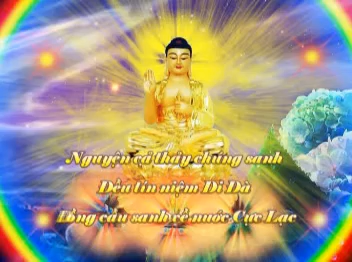 Nguyện cả thảy chúng sanh
Đều tin niệm Di Đà
Đồng cầu sanh về nước Cực Lạc